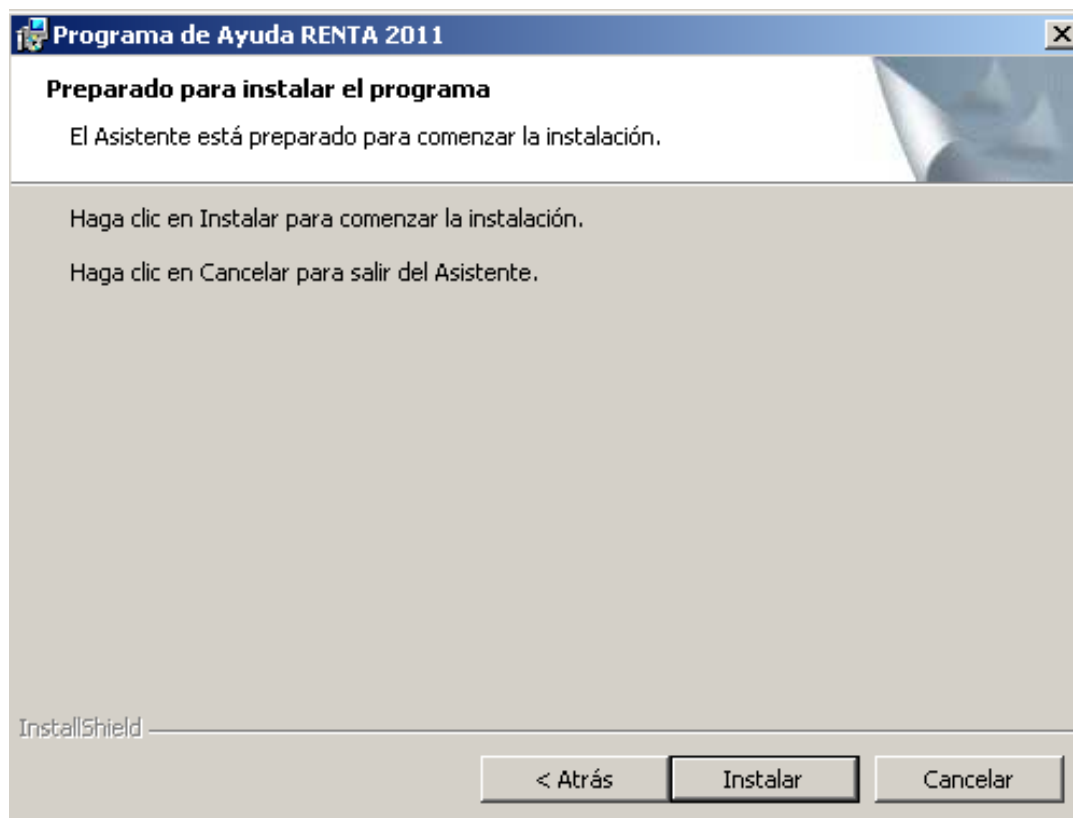 Programa de Ayuda RENTA 2011
Preparado para instalar el programa
El Asistente está preparado para comenzar la instalación.
Haga clic en Instalar para comenzar la instalación.
Haga clic en Cancelar para salir del Asistente.
InstallShield
< Atrás Instalar Cancelar